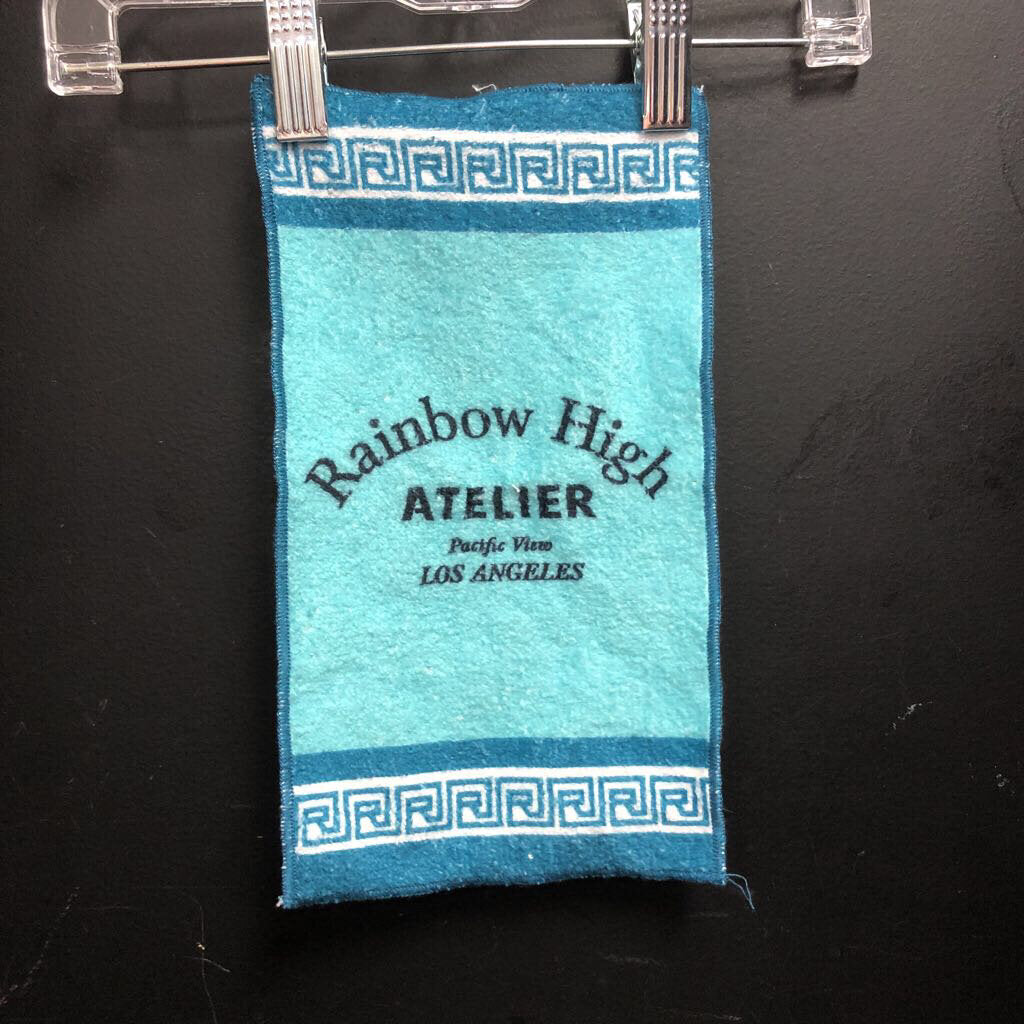 Rainbow High
ATELIER
Pacific View
LOS ANGELES